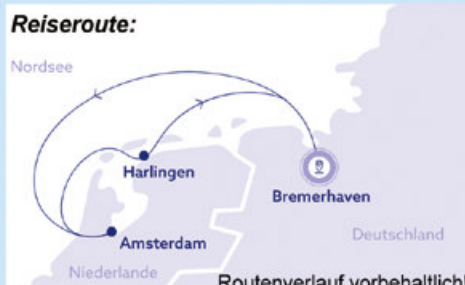 Reiseroute:
Nordsee
Harlingen
Bremerhaven
Amsterdam
Deutschland
Niederlande
Routenverlauf vorbehaltlich!